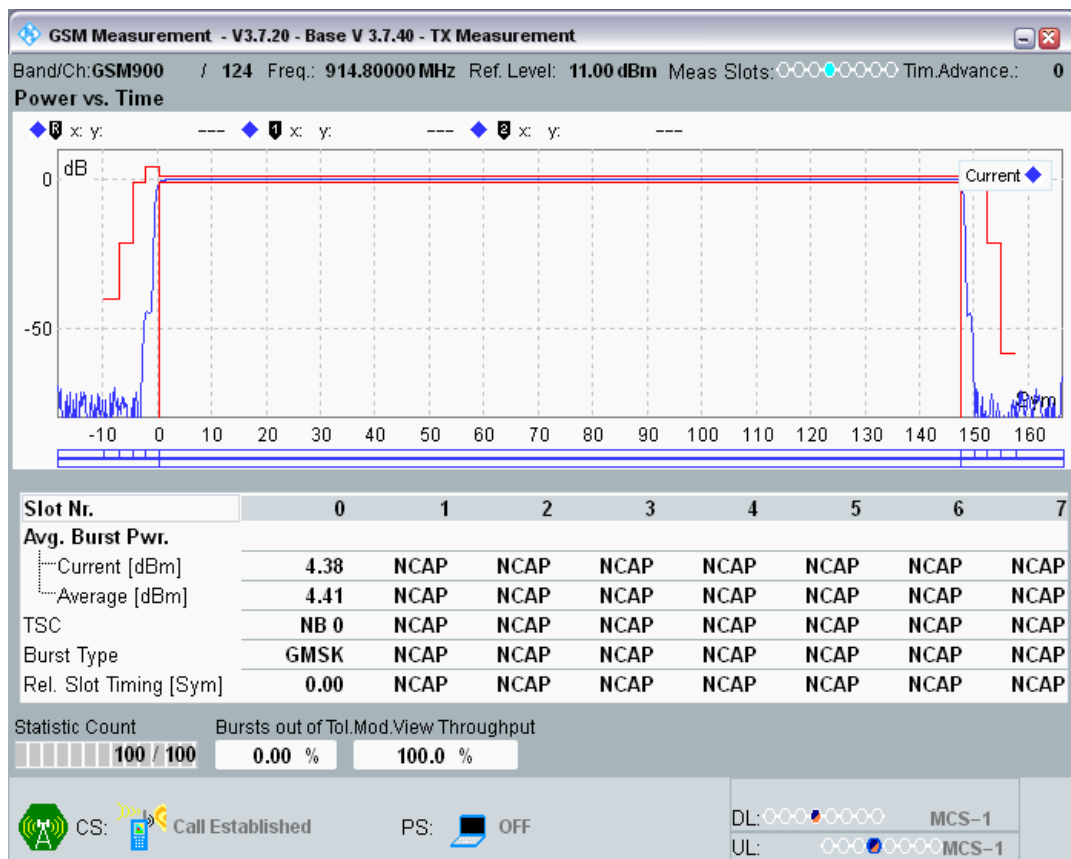 GSM Measurement - V3.7.20 - Base V 3.7.40 - TX Measurement
Band/Ch:GSM900 / 124 Freq.: 914.80000 MHz Ref. Level: 11.00 dBm Meas Slots: Tim.Advance.: 0
Power vs. Time
R x: y: --- 1 x: y: --- 2 x: y: ---
dB
Current
0
-50
Sym
-10 0 10 20 30 40 50 60 70 80 90 100 110 120 130 140 150 160
Slot Nr. 0 1 2 3 4 5 6 7
Avg. Burst Pwr.
Current [dBm] 4.38 NCAP NCAP NCAP NCAP NCAP NCAP NCAP
Average [dBm] 4.41 NCAP NCAP NCAP NCAP NCAP NCAP NCAP
TSC NB 0 NCAP NCAP NCAP NCAP NCAP NCAP NCAP
Burst Type GMSK NCAP NCAP NCAP NCAP NCAP NCAP NCAP
Rel. Slot Timing [Sym] 0.00 NCAP NCAP NCAP NCAP NCAP NCAP NCAP
Statistic Count Bursts out of Tol. Mod.View Throughput
100 / 100 0.00 % 100.0 %
CS: Call Established PS: OFF DL: MCS-1
UL: MCS-1